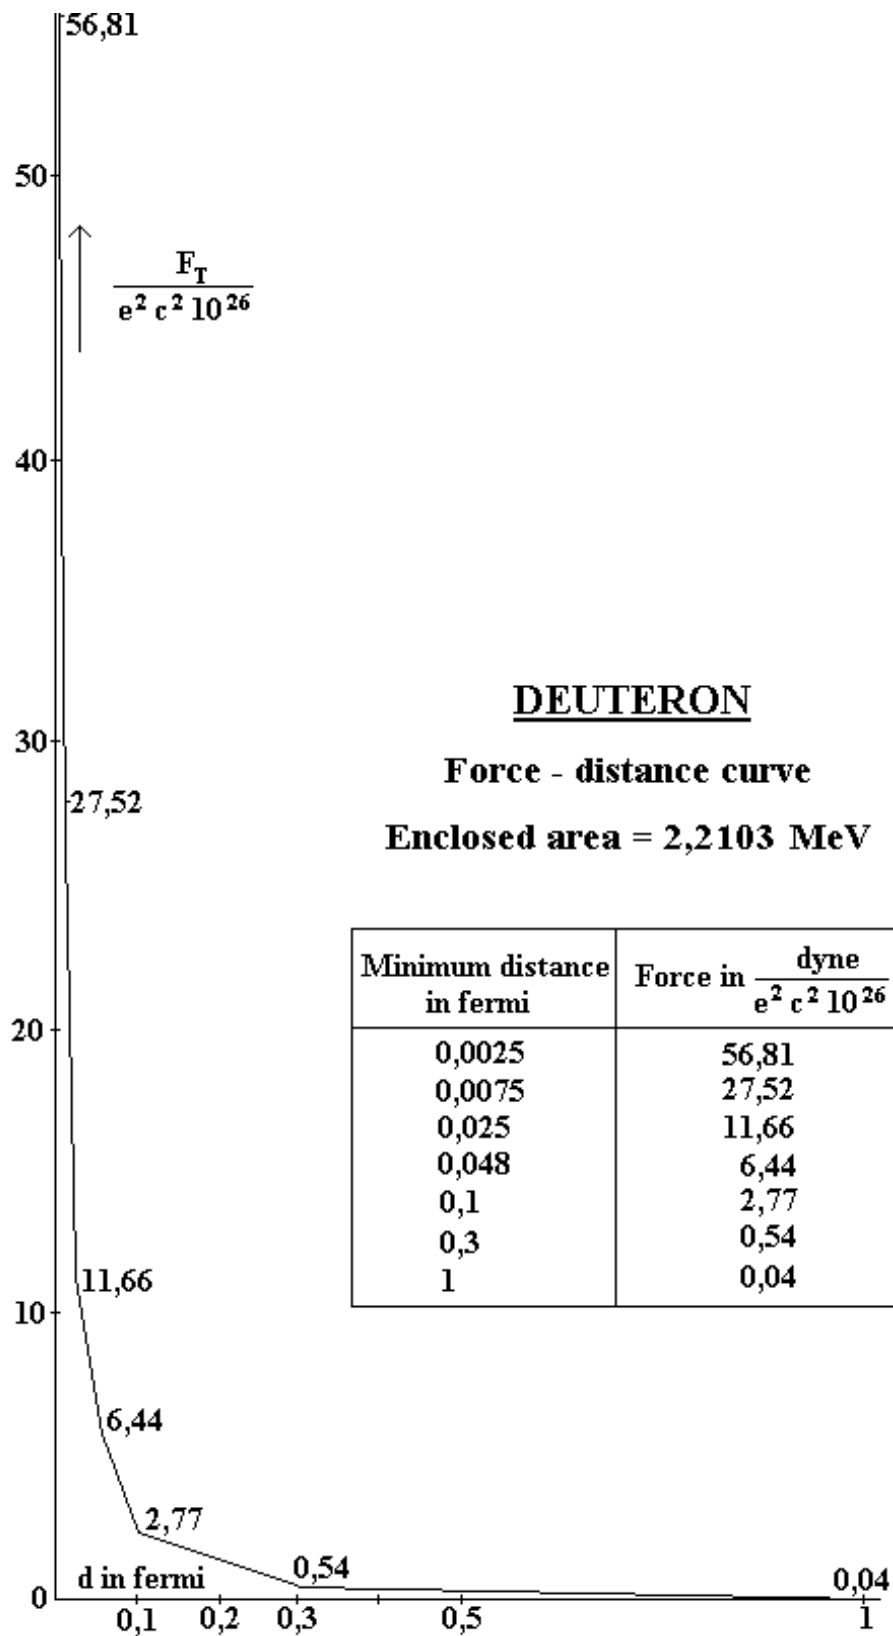 56,81
50
F_T
e² c² 10²⁶
40
DEUTERON
30
Force - distance curve
27,52
Enclosed area = 2,2103 MeV
Minimum distance in fermi
Force in dyne / e² c² 10²⁶
20
0,0025 56,81
0,0075 27,52
0,025 11,66
0,048 6,44
0,1 2,77
0,3 0,54
1 0,04
11,66
10
6,44
2,77
0,54
0,04
d in fermi
0
0,1 0,2 0,3 0,5 1